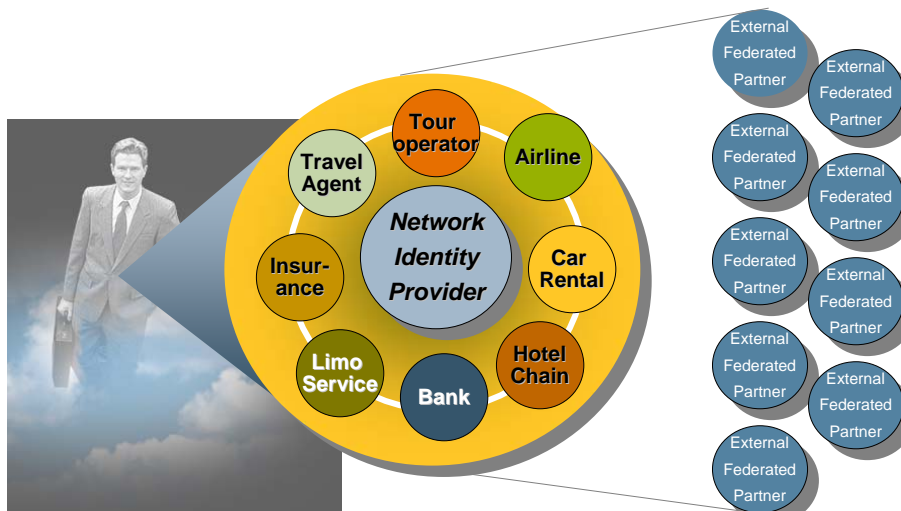 Tour
operator
Airline
Travel
Agent
Network
Identity
Provider
Car
Rental
Insur-
ance
Limo
Service
Bank
Hotel
Chain
External
Federated
Partner
External
Federated
Partner
External
Federated
Partner
External
Federated
Partner
External
Federated
Partner
External
Federated
Partner
External
Federated
Partner
External
Federated
Partner
External
Federated
Partner